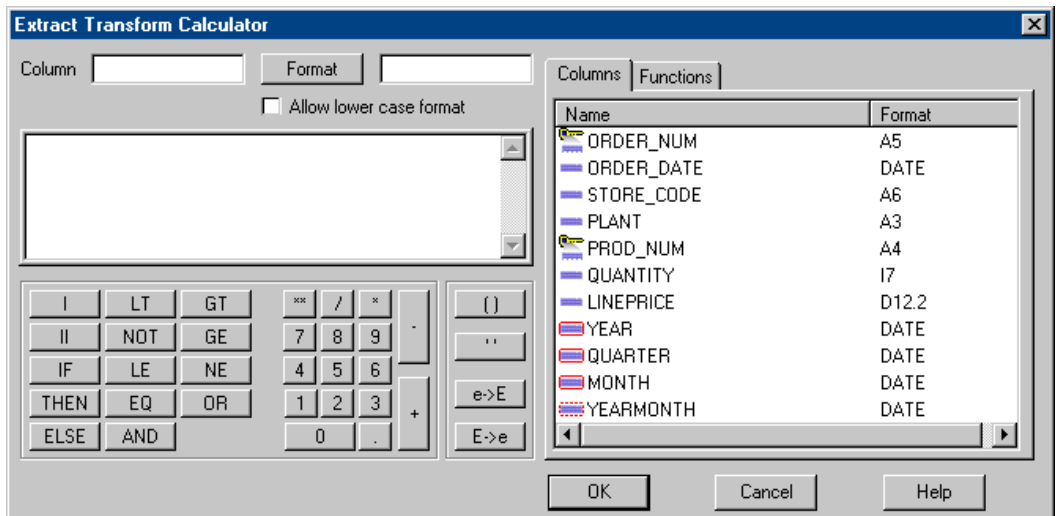 Extract Transform Calculator
Column Format
Allow lower case format
Columns Functions
Name Format
ORDER_NUM A5
ORDER_DATE DATE
STORE_CODE A6
PLANT A3
PROD_NUM A4
QUANTITY I7
LINEPRICE D12.2
YEAR DATE
QUARTER DATE
MONTH DATE
YEARMONTH DATE
I LT GT ** / * - ( )
II NOT GE 7 8 9 ' '
IF LE NE 4 5 6 +
THEN EQ OR 1 2 3 e->E
ELSE AND 0 . E->e
OK Cancel Help